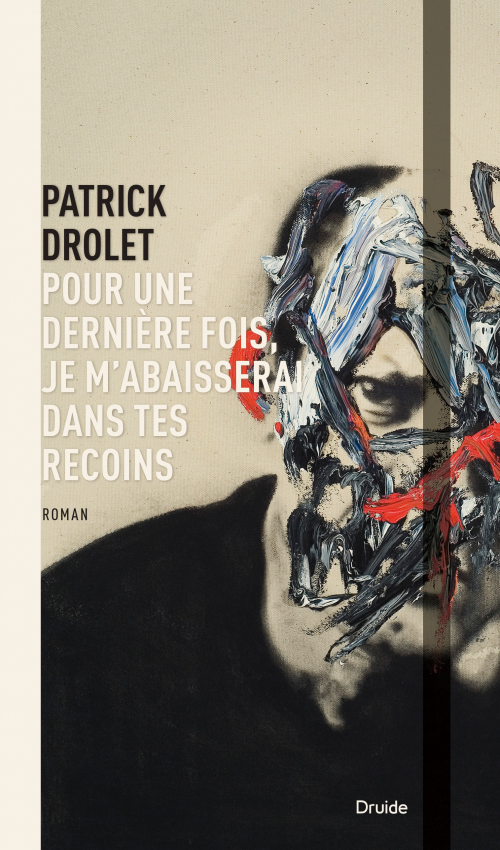 PATRICK
DROLET
POUR UNE
DERNIÈRE FOIS,
JE M'ABAISSERAI
DANS TES
RECOINS
ROMAN
Druide